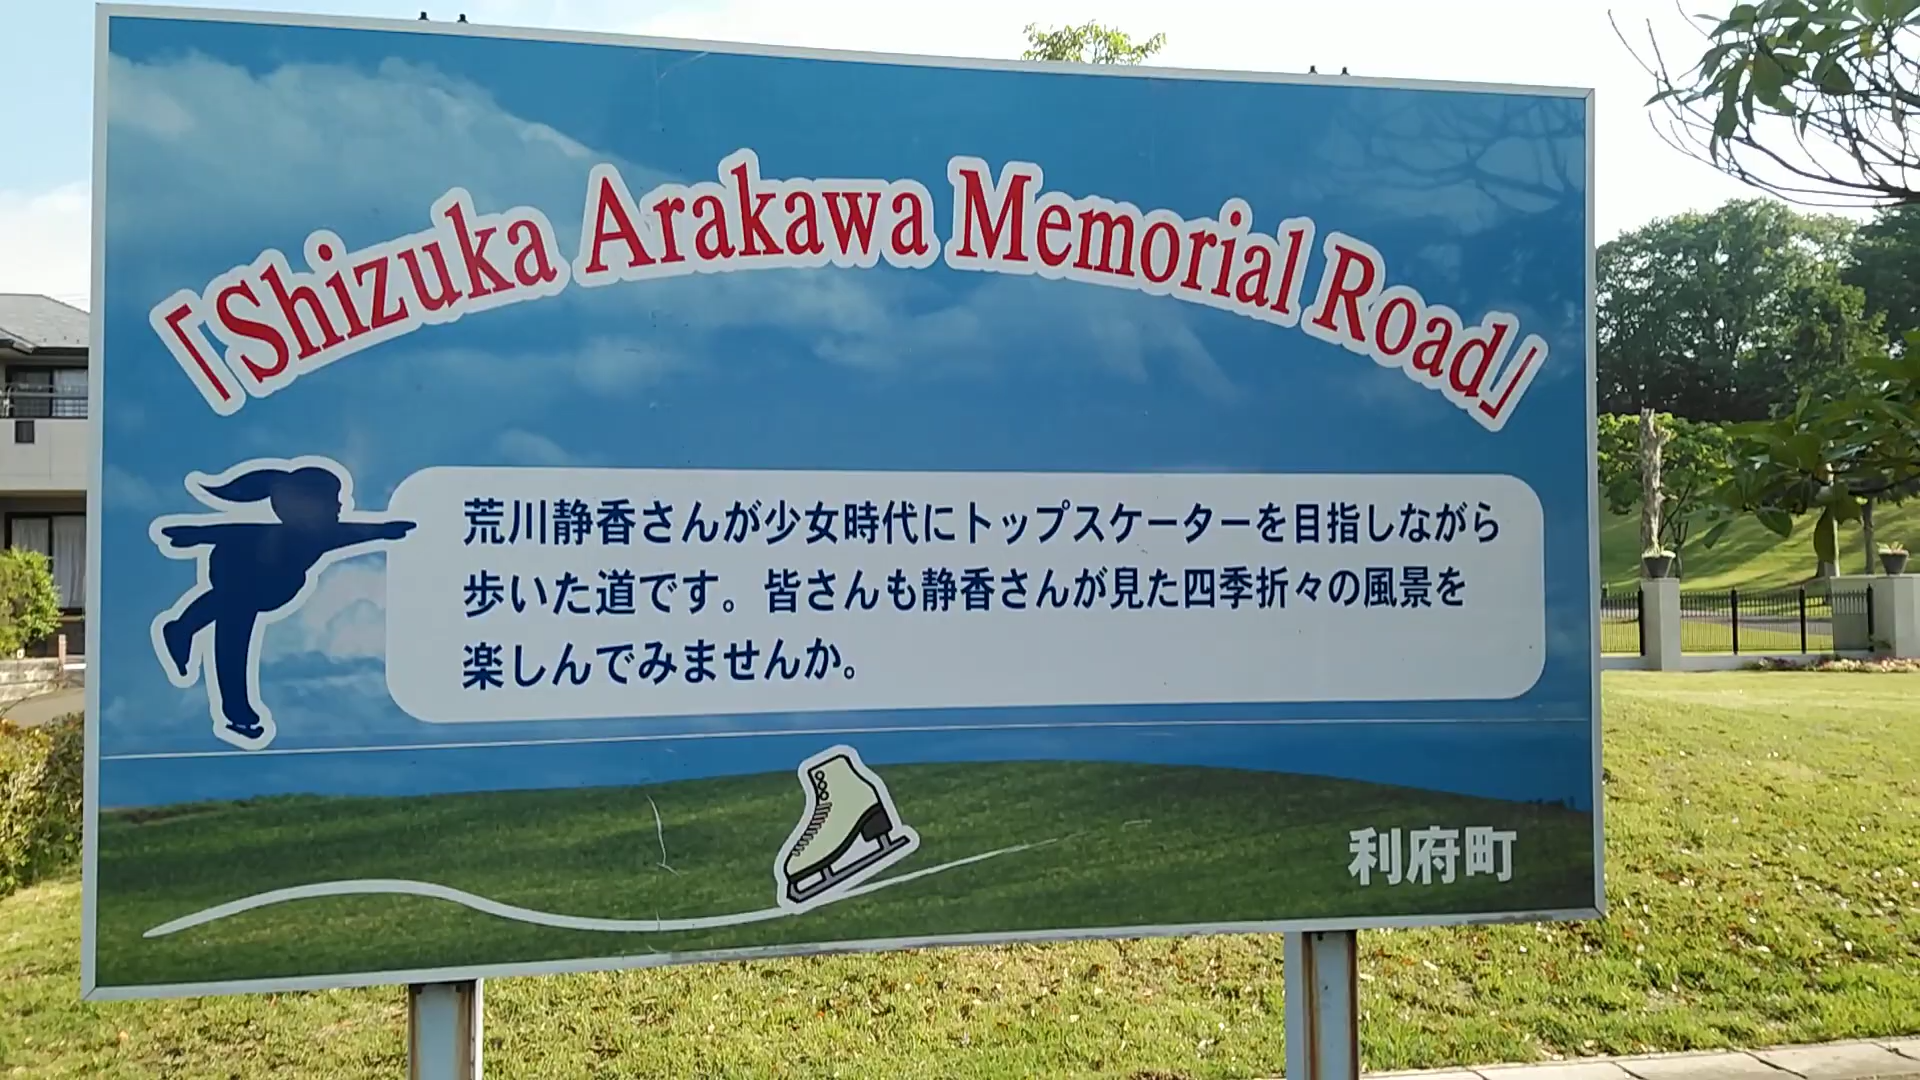 「Shizuka Arakawa Memorial Road」
荒川静香さんが少女時代にトップスケーターを目指しながら
歩いた道です。皆さんも静香さんが見た四季折々の風景を
楽しんでみませんか。
利府町